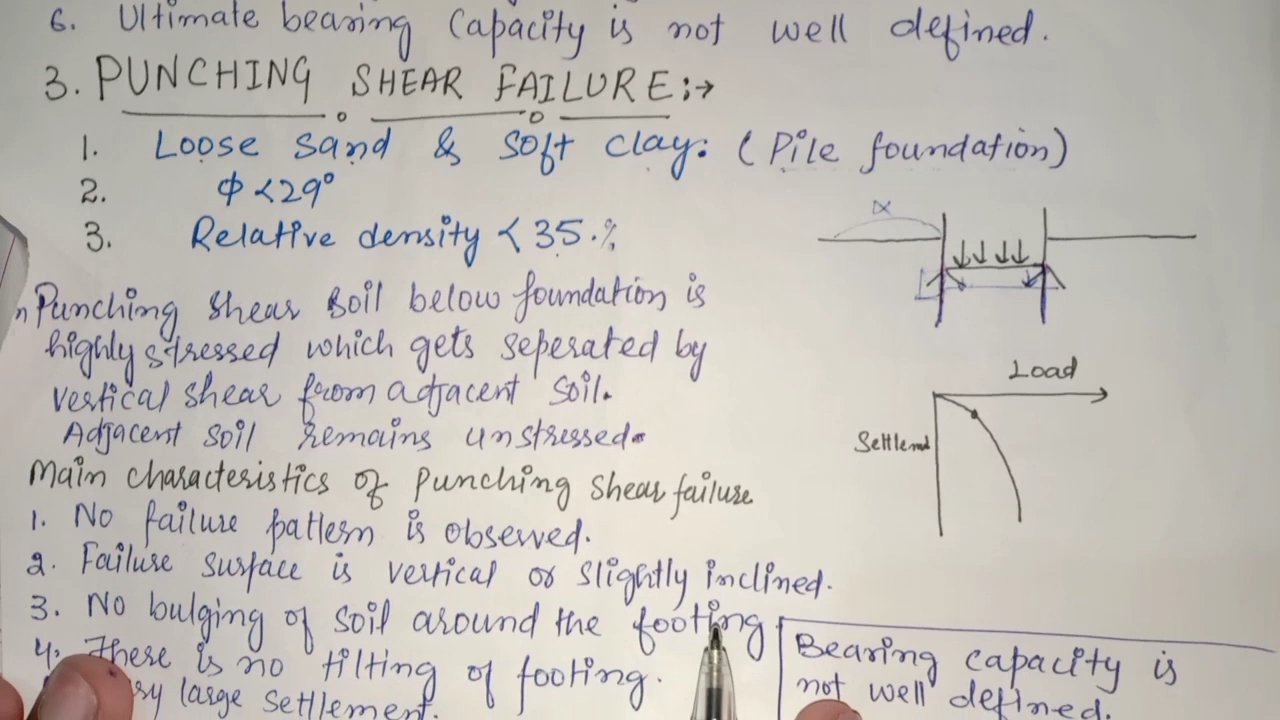 6. Ultimate bearing Capacity is not well defined.
3. PUNCHING SHEAR FAILURE:→
1. Loose Sand & Soft clay. (Pile foundation)
2. Φ<29°
3. Relative density < 35.%
Punching shear soil below foundation is
highly stressed which gets seperated by
vertical shear from adjacent soil.
Adjacent soil remains unstressed.
Main characteristics of Punching Shear failure
1. No failure pattern is observed.
2. Failure surface is vertical or slightly inclined.
3. No bulging of soil around the footing
4. There is no tilting of footing.
large settlement.
Load
Settlemt
Bearing capacity is
not well defined.